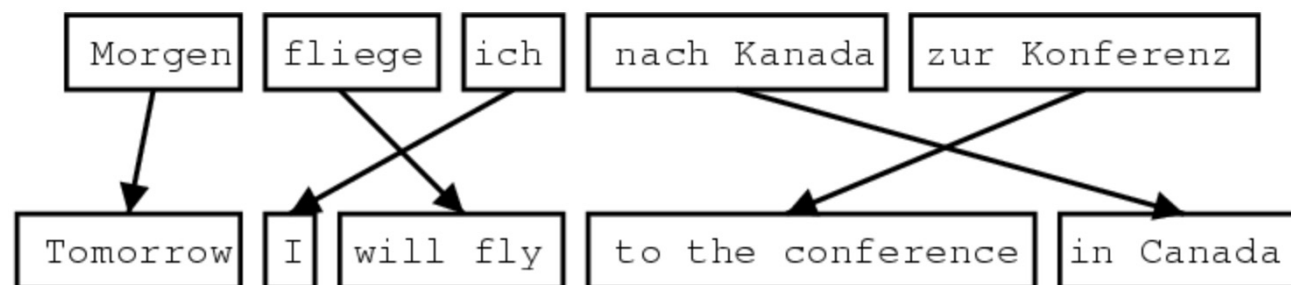 Morgen fliege ich nach Kanada zur Konferenz
Tomorrow I will fly to the conference in Canada